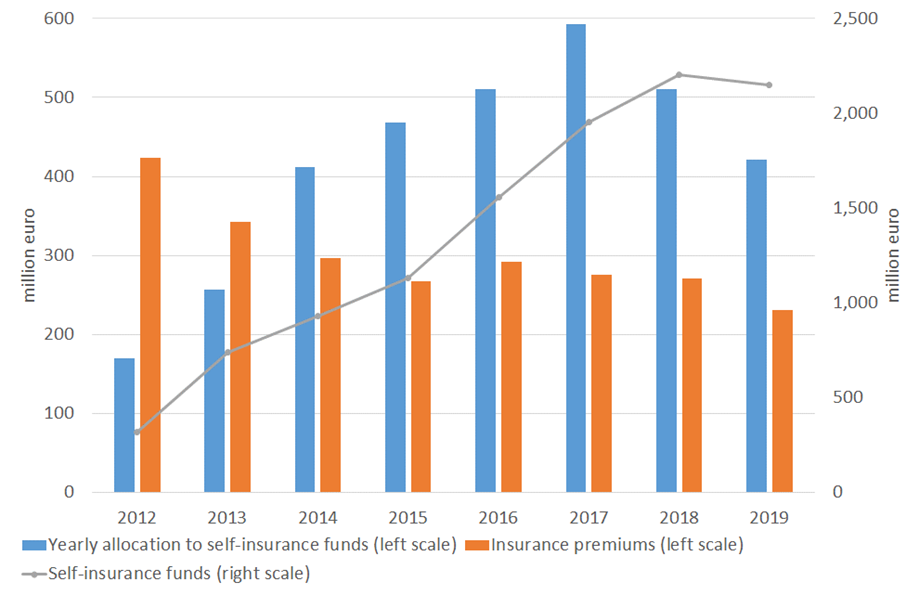 600
500
400
300
200
100
0
million euro
2,500
2,000
1,500
1,000
500
0
million euro
2012 2013 2014 2015 2016 2017 2018 2019
Yearly allocation to self-insurance funds (left scale) Insurance premiums (left scale)
Self-insurance funds (right scale)